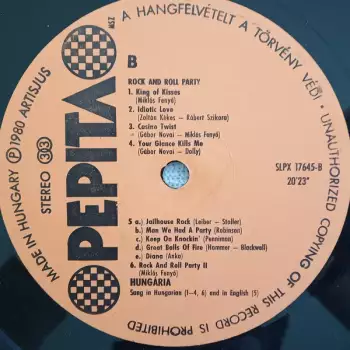 A HANGFELVÉTELT A TÖRVÉNY VÉDI · UNAUTHORIZED COPYING OF THIS RECORD IS PROHIBITED
MADE IN HUNGARY Ⓟ 1980 ARTISJUS
STEREO 33
PEPITA
MSZ
B
ROCK AND ROLL PARTY
1. King of Kisses
(Miklós Fenyő)
2. Idiotic Love
(Zoltán Kékes – Róbert Szikora)
3. Casino Twist
(Gábor Novai – Miklós Fenyő)
4. Your Glance Kills Me
(Gábor Novai – Dolly)
SLPX 17645-B
20'23"
5 a.) Jailhouse Rock (Leiber – Stoller)
b.) Man We Had A Party (Robinson)
c.) Keep On Knockin' (Penniman)
d.) Great Balls Of Fire (Hammer – Blackwell)
e.) Diana (Anka)
6. Rock And Roll Party II
(Miklós Fenyő)
HUNGÁRIA
Sung in Hungarian (1–4, 6) and in English (5)